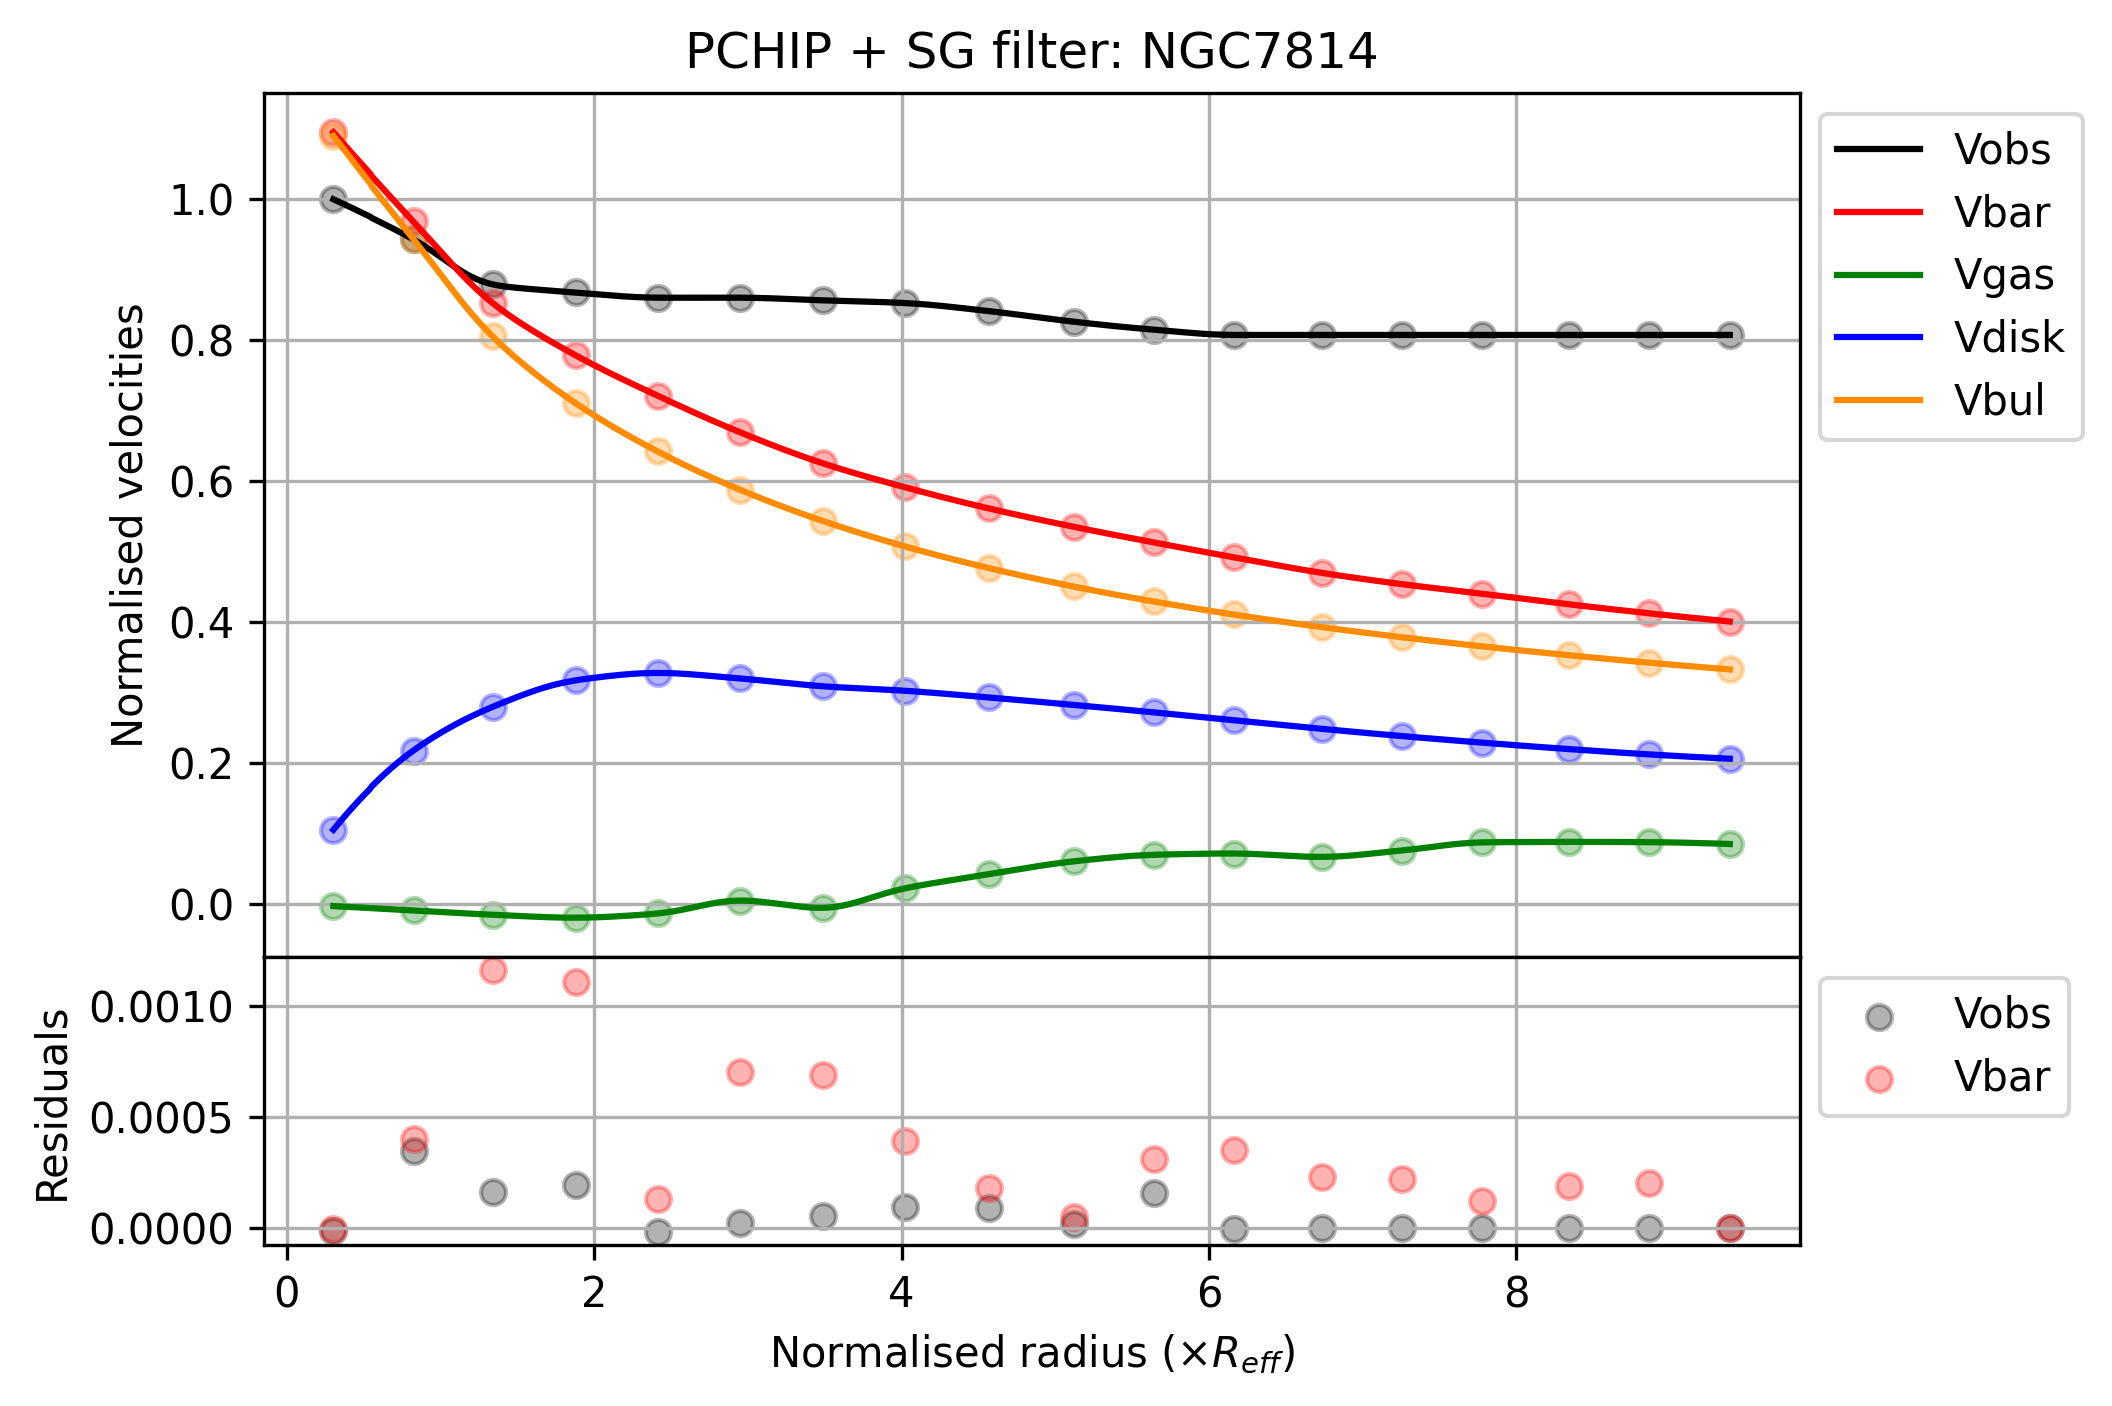 PCHIP + SG filter: NGC7814
Normalised velocities
1.0
0.8
0.6
0.4
0.2
0.0
Vobs
Vbar
Vgas
Vdisk
Vbul
Residuals
0.0010
0.0005
0.0000
Vobs
Vbar
0 2 4 6 8
Normalised radius (×R_eff)